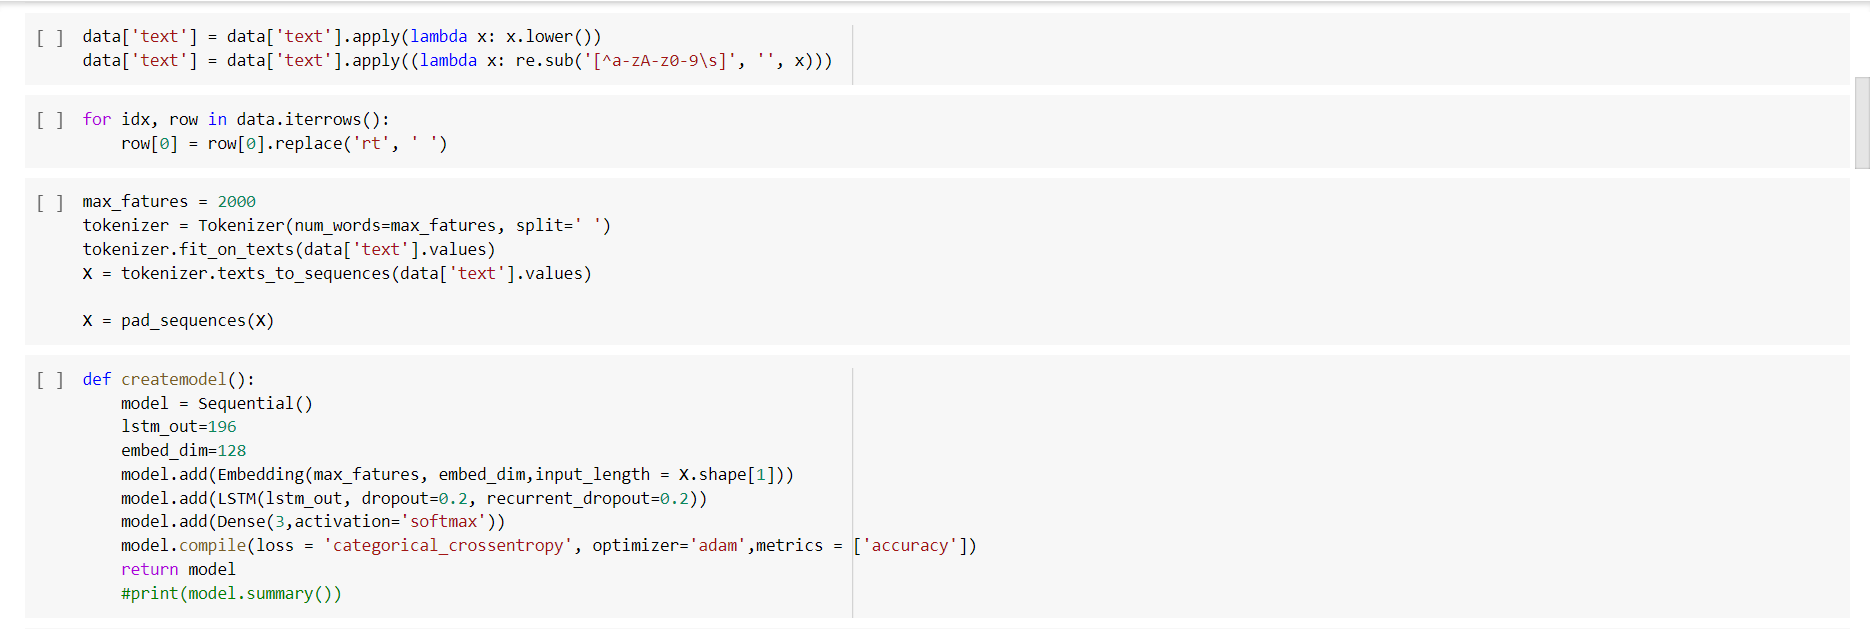 [ ] data['text'] = data['text'].apply(lambda x: x.lower())
data['text'] = data['text'].apply((lambda x: re.sub('[^a-zA-z0-9\s]', '', x)))
[ ] for idx, row in data.iterrows():
row[0] = row[0].replace('rt', ' ')
[ ] max_fatures = 2000
tokenizer = Tokenizer(num_words=max_fatures, split=' ')
tokenizer.fit_on_texts(data['text'].values)
X = tokenizer.texts_to_sequences(data['text'].values)
X = pad_sequences(X)
[ ] def createmodel():
model = Sequential()
lstm_out=196
embed_dim=128
model.add(Embedding(max_fatures, embed_dim,input_length = X.shape[1]))
model.add(LSTM(lstm_out, dropout=0.2, recurrent_dropout=0.2))
model.add(Dense(3,activation='softmax'))
model.compile(loss = 'categorical_crossentropy', optimizer='adam',metrics = ['accuracy'])
return model
#print(model.summary())